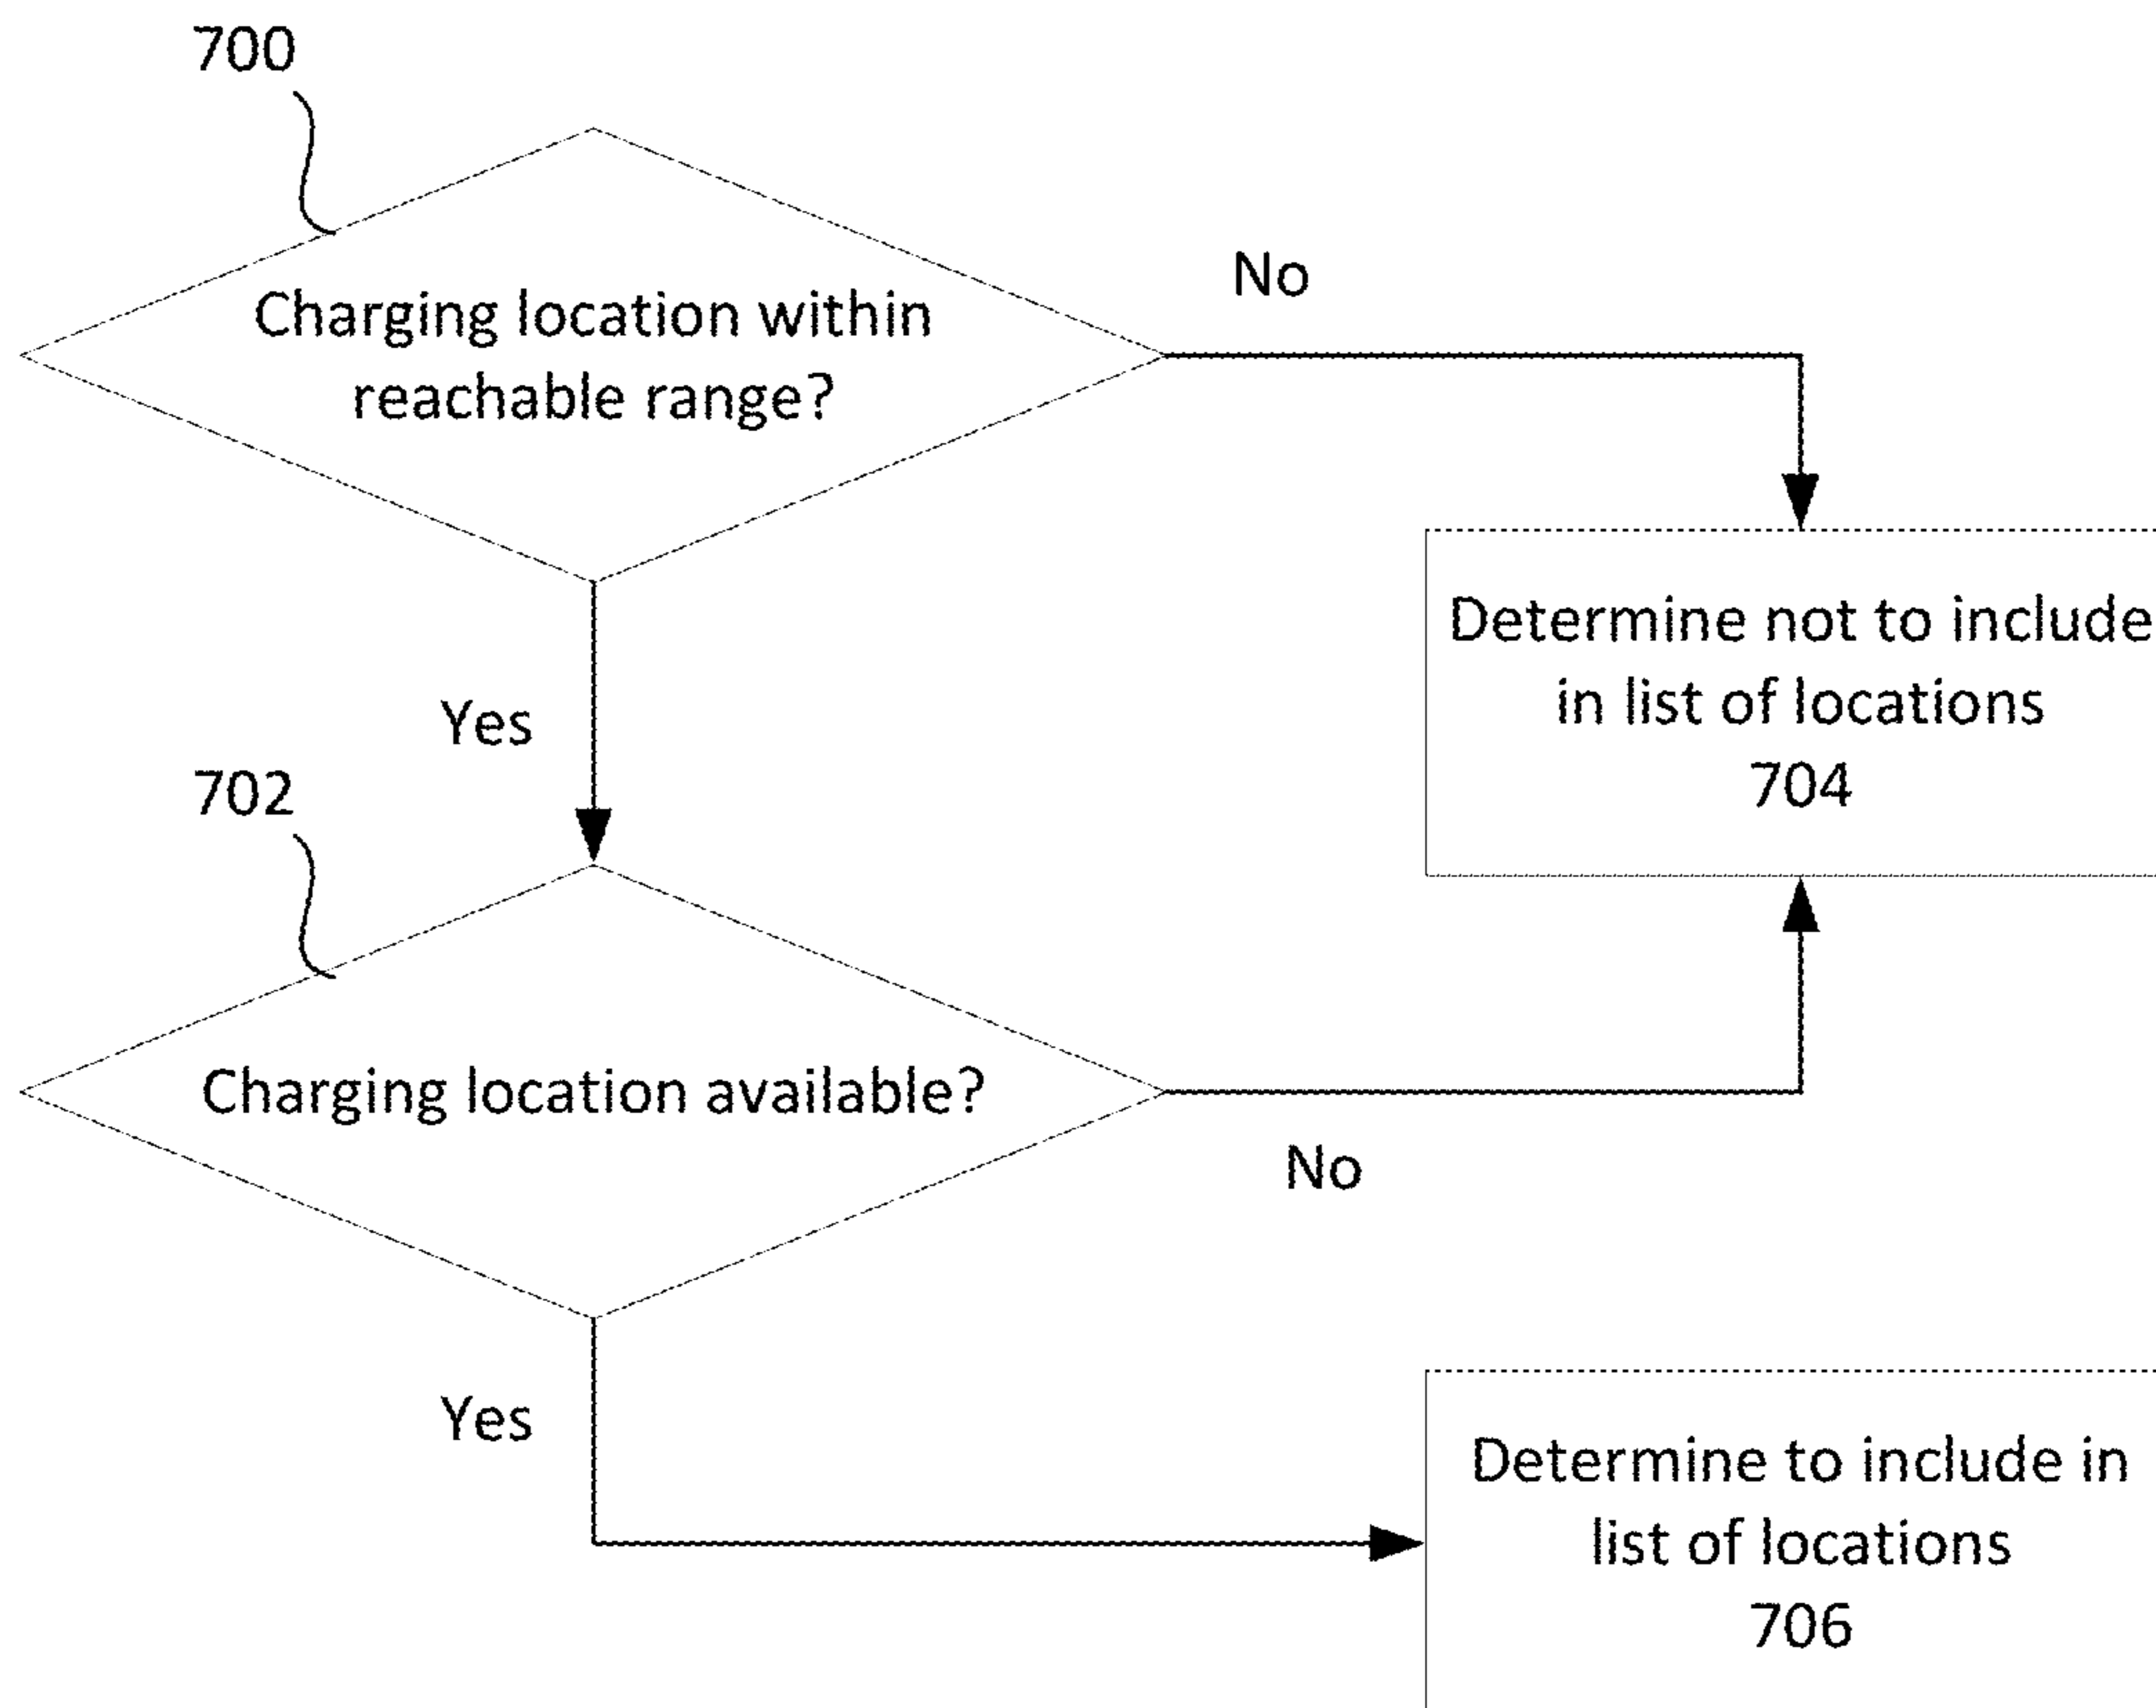 700
Charging location within
reachable range?
No
Determine not to include
in list of locations
704
Yes
702
Charging location available?
No
Yes
Determine to include in
list of locations
706